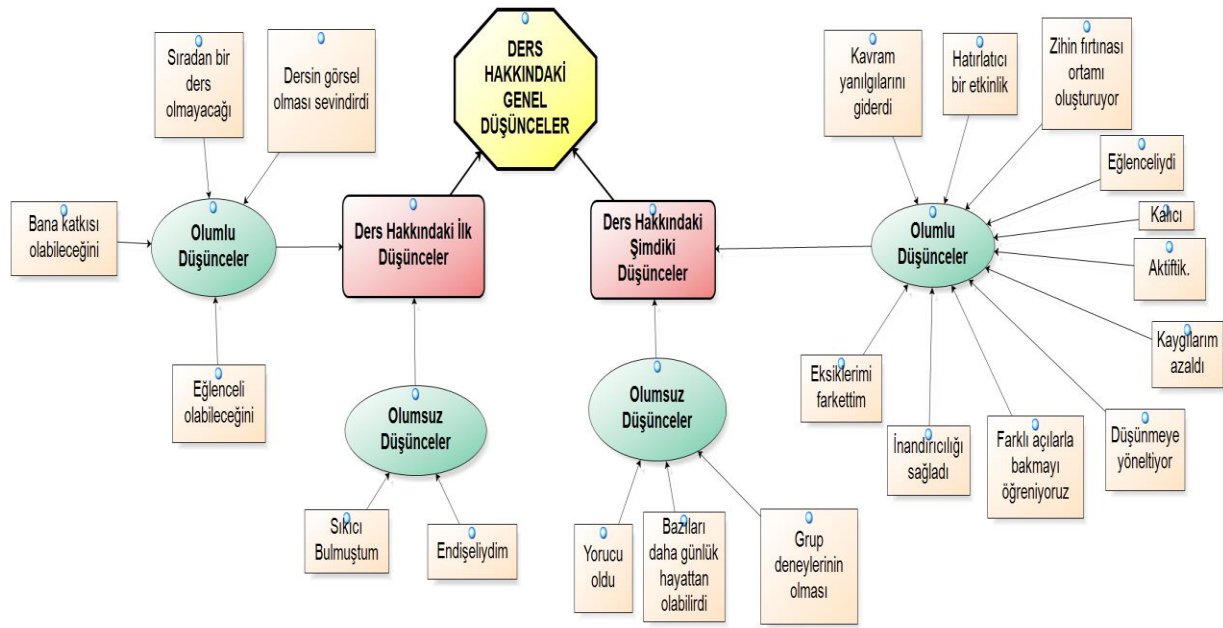 DERS
HAKKINDAKİ
GENEL
DÜŞÜNCELER
Sıradan bir
ders
olmayacağı
Dersin görsel
olması sevindirdi
Bana katkısı
olabileceğini
Olumlu
Düşünceler
Eğlenceli
olabileceğini
Ders Hakkındaki İlk
Düşünceler
Olumsuz
Düşünceler
Sıkıcı
Bulmuştum
Endişeliydim
Ders Hakkındaki
Şimdiki
Düşünceler
Olumsuz
Düşünceler
Yorucu
oldu
Bazıları
daha günlük
hayattan
olabilirdi
Grup
deneylerinin
olması
Olumlu
Düşünceler
Kavram
yanılgılarını
giderdi
Hatırlatıcı
bir etkinlik
Zihin fırtınası
ortamı
oluşturuyor
Eğlenceliydi
Kalıcı
Aktiftik.
Kaygılarım
azaldı
Düşünmeye
yöneltiyor
Farklı açılarla
bakmayı
öğreniyoruz
İnandırıcılığı
sağladı
Eksiklerimi
farkettim